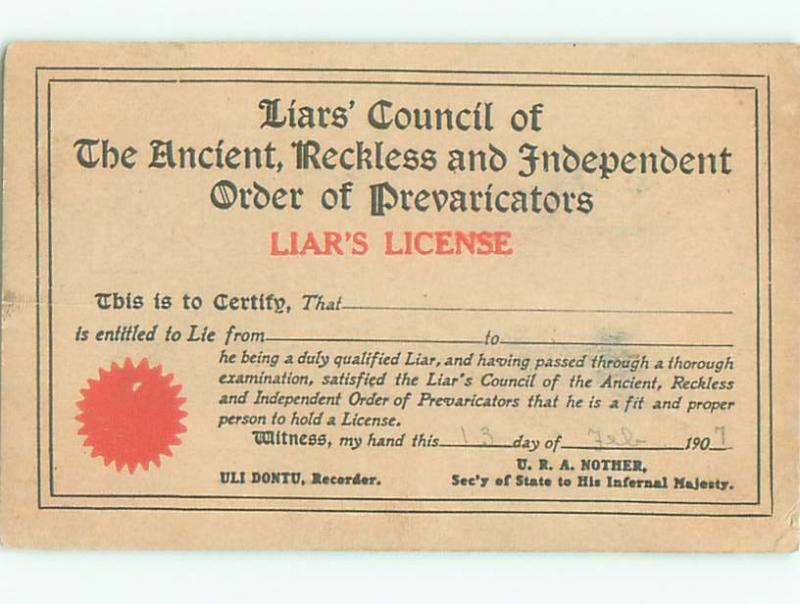 Liars' Council of
The Ancient, Reckless and Independent
Order of Prevaricators
LIAR'S LICENSE
This is to Certify, That
is entitled to Lie from to
he being a duly qualified Liar, and having passed through a thorough
examination, satisfied the Liar's Council of the Ancient, Reckless
and Independent Order of Prevaricators that he is a fit and proper
person to hold a License.
Witness, my hand this 13 day of Feb 1907
U. R. A. NOTHER,
ULI DONTU, Recorder. Sec'y of State to His Infernal Majesty.